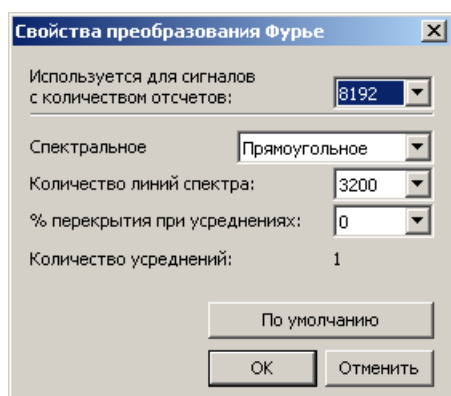 Свойства преобразования Фурье
Используется для сигналов
с количеством отсчетов: 8192
Спектральное Прямоугольное
Количество линий спектра: 3200
% перекрытия при усреднениях: 0
Количество усреднений: 1
По умолчанию
ОК Отменить